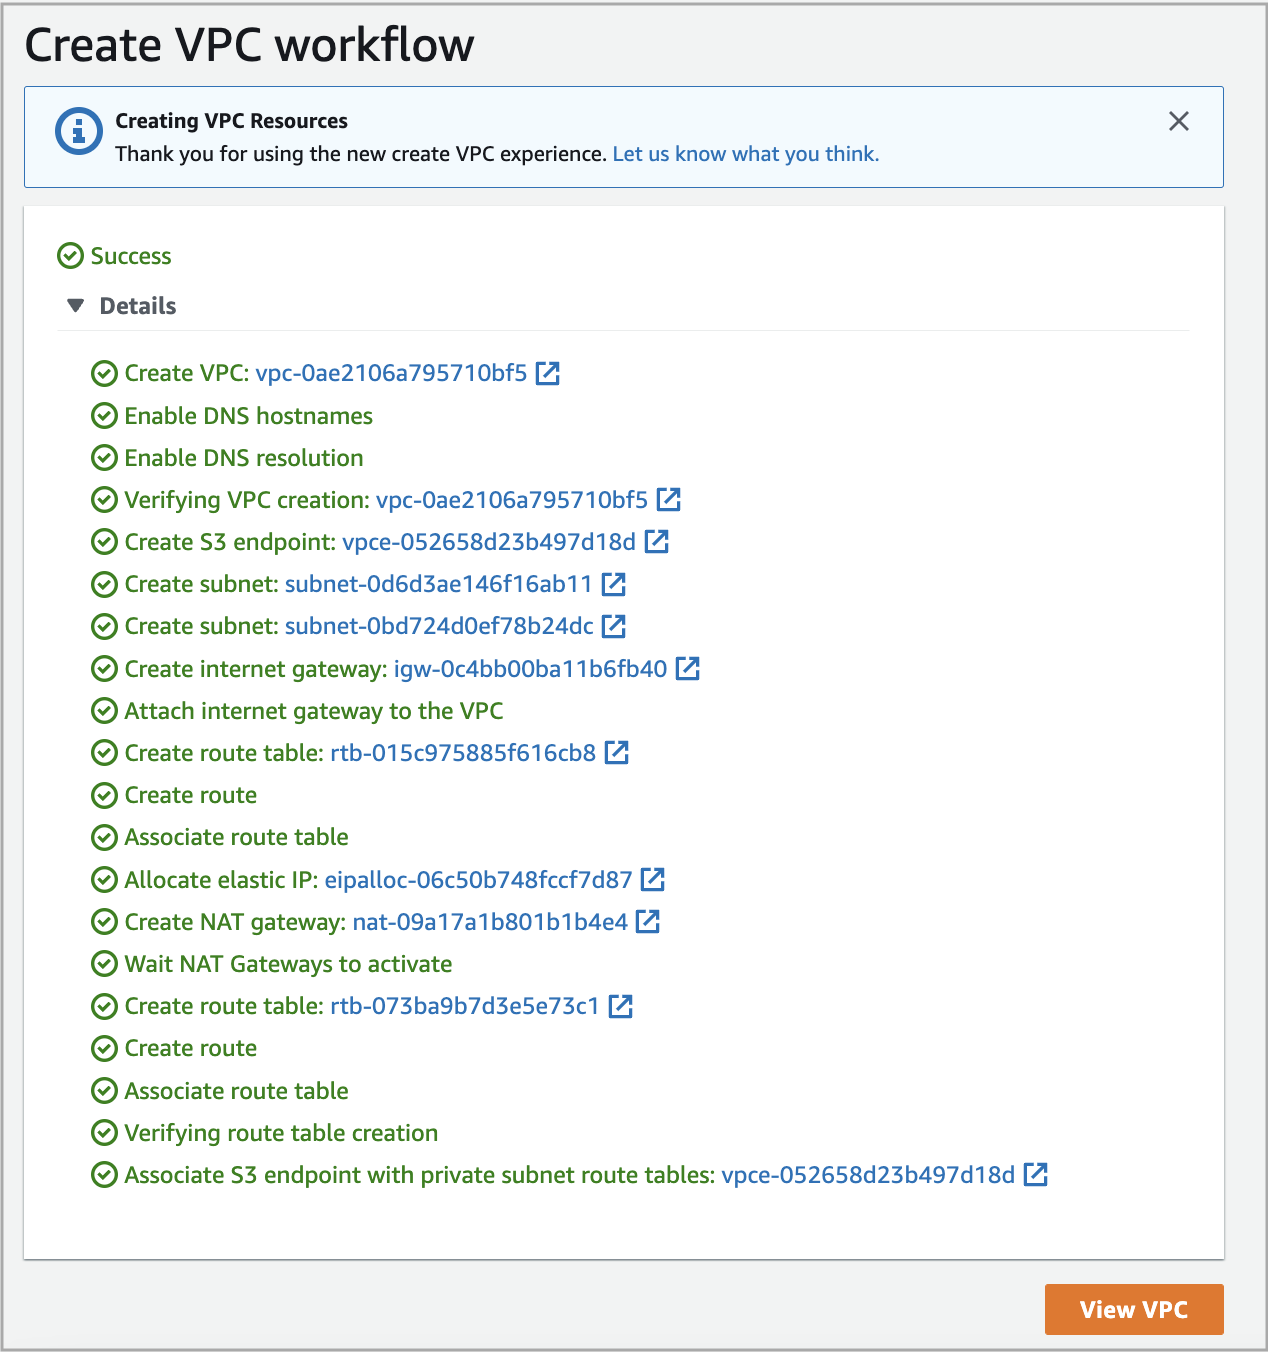 Create VPC workflow
Creating VPC Resources
Thank you for using the new create VPC experience. Let us know what you think.
Success
Details
Create VPC: vpc-0ae2106a795710bf5
Enable DNS hostnames
Enable DNS resolution
Verifying VPC creation: vpc-0ae2106a795710bf5
Create S3 endpoint: vpce-052658d23b497d18d
Create subnet: subnet-0d6d3ae146f16ab11
Create subnet: subnet-0bd724d0ef78b24dc
Create internet gateway: igw-0c4bb00ba11b6fb40
Attach internet gateway to the VPC
Create route table: rtb-015c975885f616cb8
Create route
Associate route table
Allocate elastic IP: eipalloc-06c50b748fccf7d87
Create NAT gateway: nat-09a17a1b801b1b4e4
Wait NAT Gateways to activate
Create route table: rtb-073ba9b7d3e5e73c1
Create route
Associate route table
Verifying route table creation
Associate S3 endpoint with private subnet route tables: vpce-052658d23b497d18d
View VPC